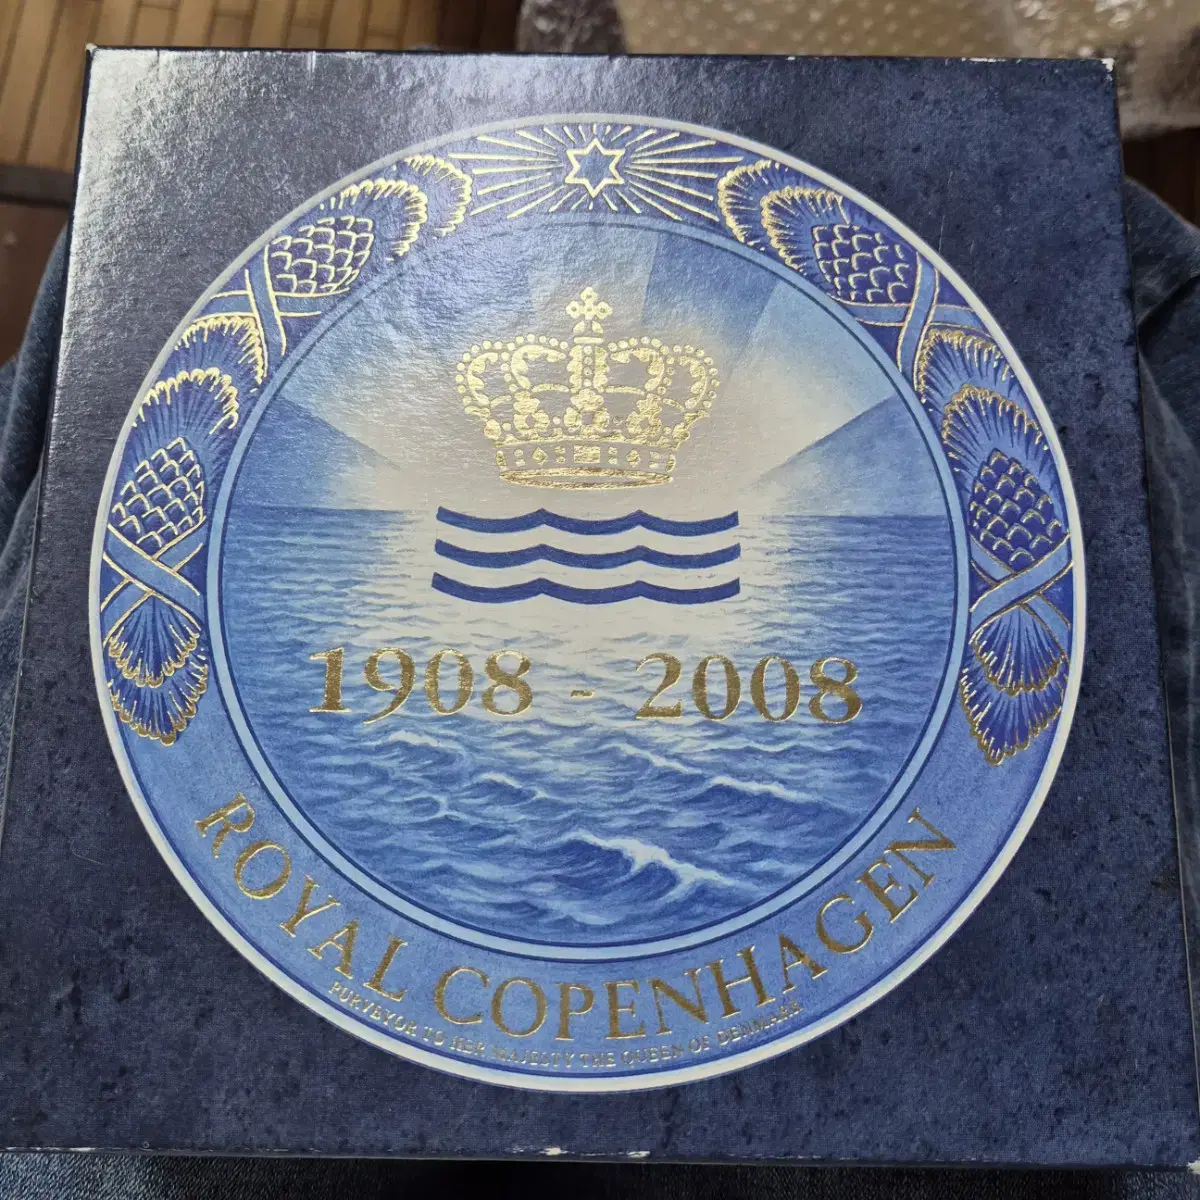 1908 - 2008
ROYAL COPENHAGEN
PURVEYOR TO HER MAJESTY THE QUEEN OF DENMARK